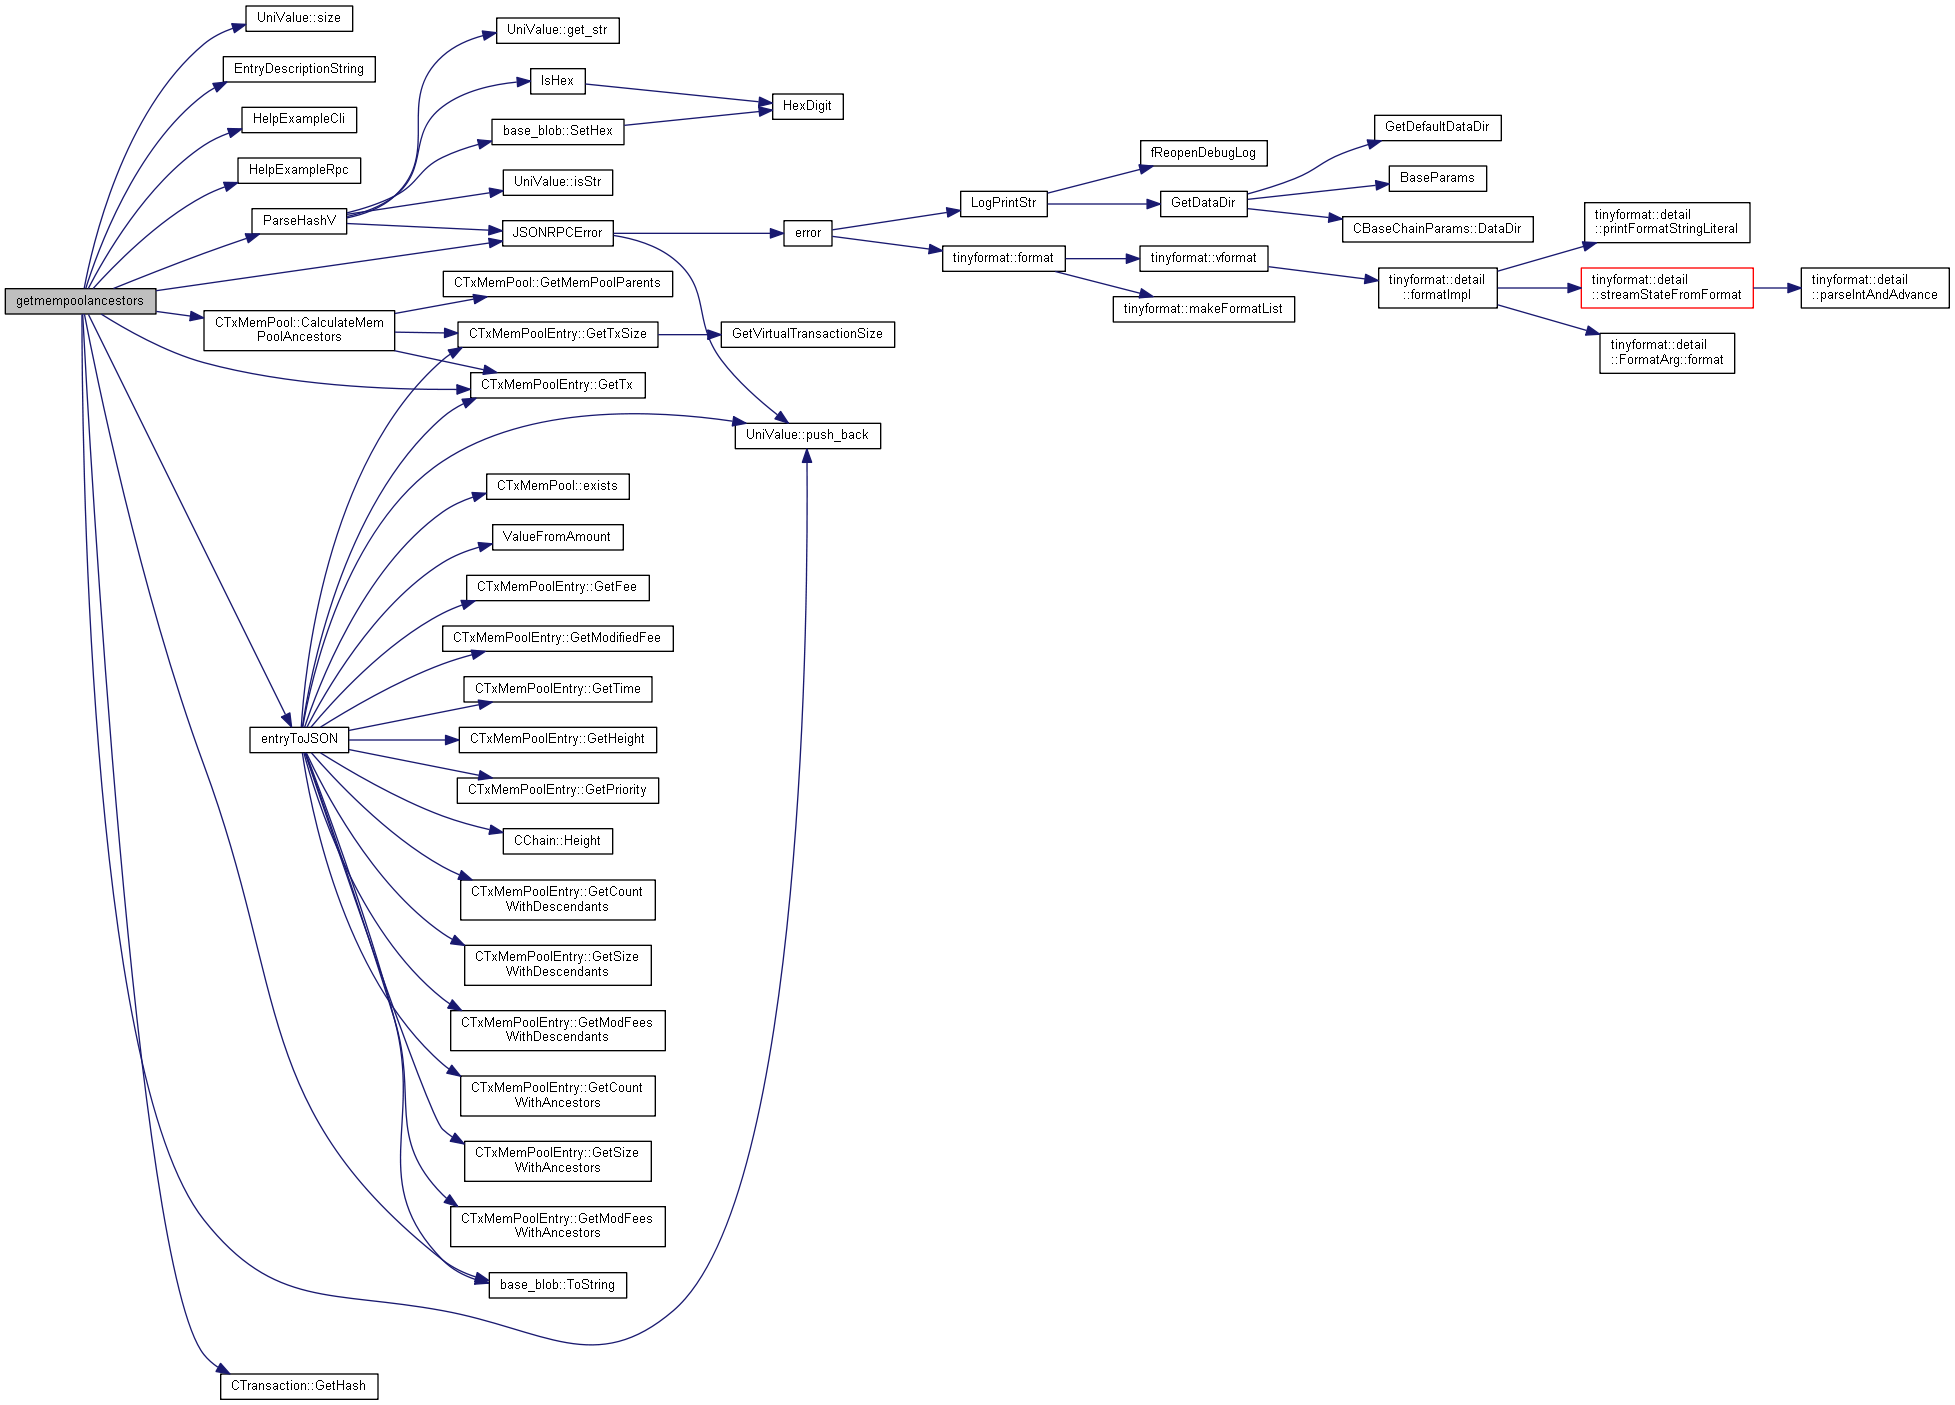 getmempoolancestors
UniValue::size
EntryDescriptionString
HelpExampleCli
HelpExampleRpc
ParseHashV
CTxMemPool::CalculateMem
PoolAncestors
entryToJSON
CTransaction::GetHash
UniValue::get_str
IsHex
base_blob::SetHex
UniValue::isStr
JSONRPCError
CTxMemPool::GetMemPoolParents
CTxMemPoolEntry::GetTxSize
CTxMemPoolEntry::GetTx
CTxMemPool::exists
ValueFromAmount
CTxMemPoolEntry::GetFee
CTxMemPoolEntry::GetModifiedFee
CTxMemPoolEntry::GetTime
CTxMemPoolEntry::GetHeight
CTxMemPoolEntry::GetPriority
CChain::Height
CTxMemPoolEntry::GetCount
WithDescendants
CTxMemPoolEntry::GetSize
WithDescendants
CTxMemPoolEntry::GetModFees
WithDescendants
CTxMemPoolEntry::GetCount
WithAncestors
CTxMemPoolEntry::GetSize
WithAncestors
CTxMemPoolEntry::GetModFees
WithAncestors
base_blob::ToString
HexDigit
error
GetVirtualTransactionSize
UniValue::push_back
LogPrintStr
tinyformat::format
fReopenDebugLog
GetDataDir
tinyformat::vformat
tinyformat::makeFormatList
GetDefaultDataDir
BaseParams
CBaseChainParams::DataDir
tinyformat::detail
::formatImpl
tinyformat::detail
::printFormatStringLiteral
tinyformat::detail
::streamStateFromFormat
tinyformat::detail
::FormatArg::format
tinyformat::detail
::parseIntAndAdvance